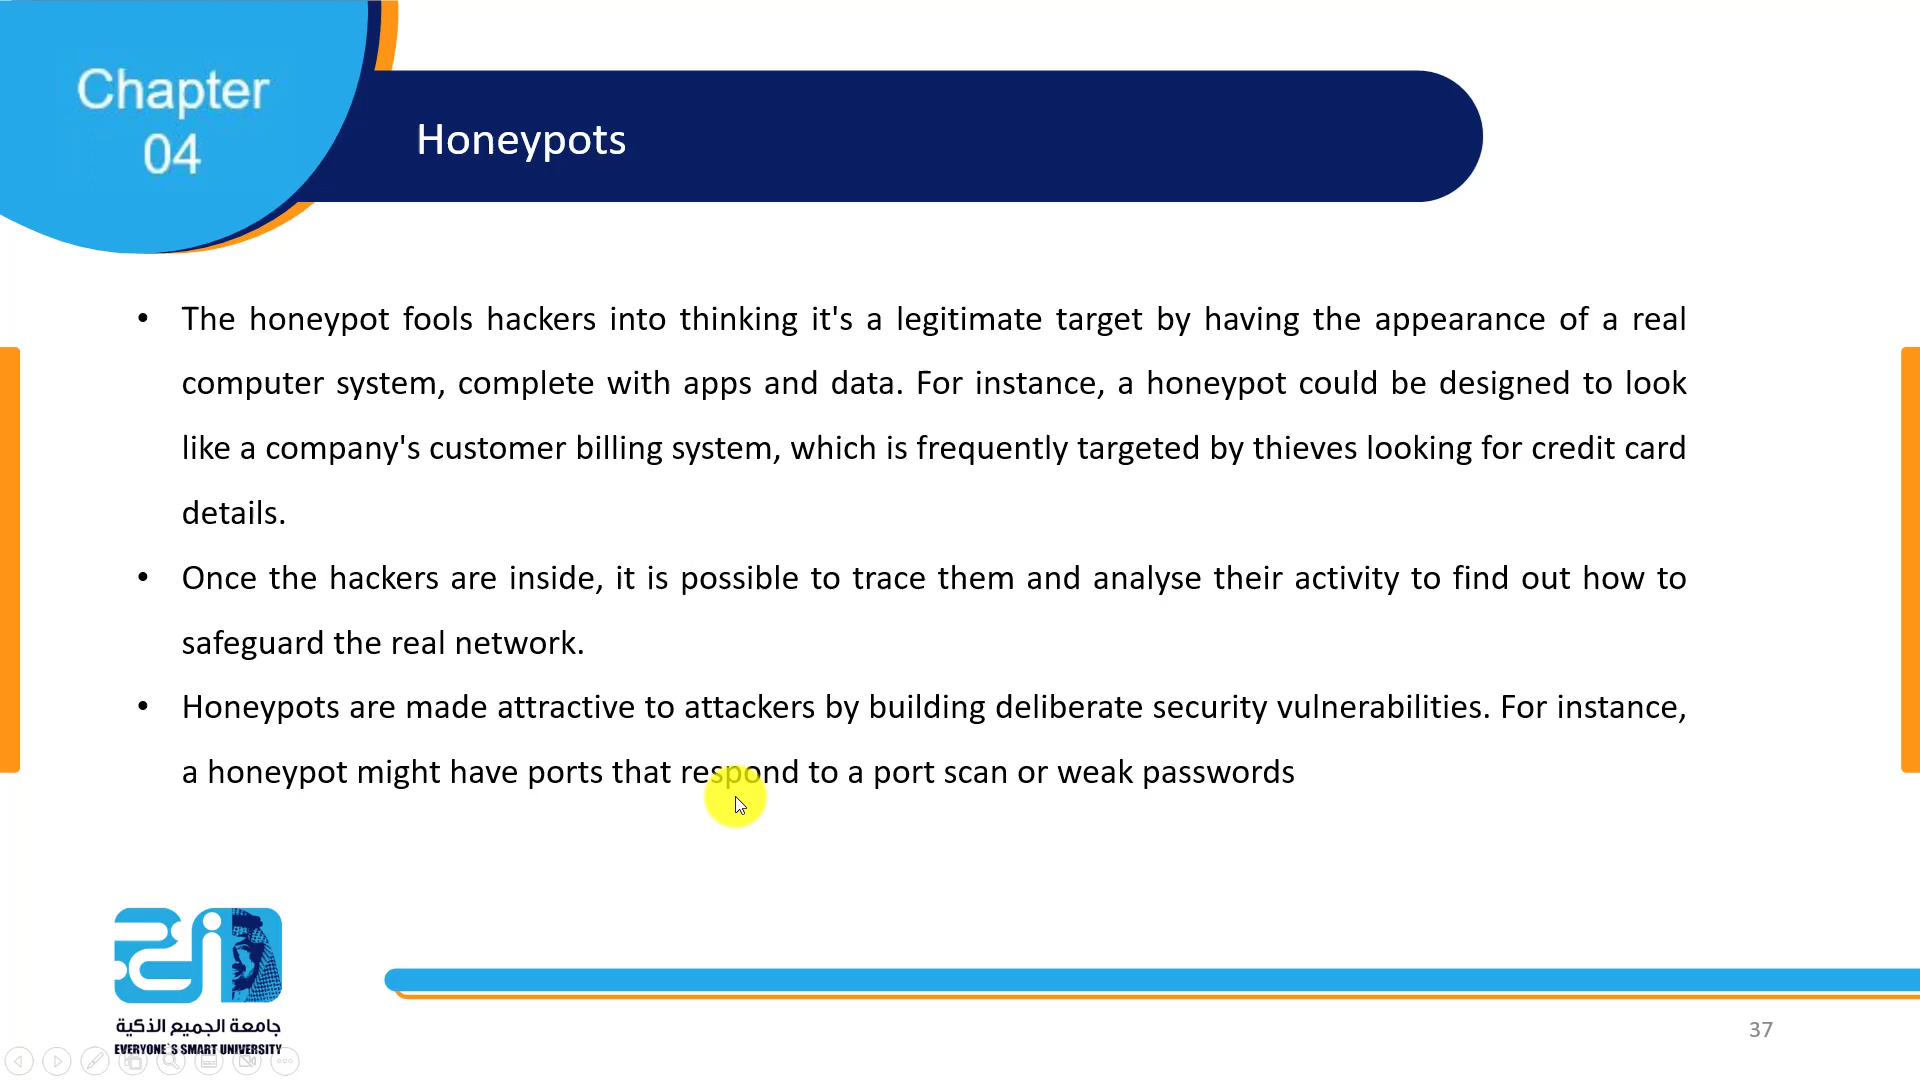 Chapter
04
Honeypots
• The honeypot fools hackers into thinking it's a legitimate target by having the appearance of a real
computer system, complete with apps and data. For instance, a honeypot could be designed to look
like a company's customer billing system, which is frequently targeted by thieves looking for credit card
details.
• Once the hackers are inside, it is possible to trace them and analyse their activity to find out how to
safeguard the real network.
• Honeypots are made attractive to attackers by building deliberate security vulnerabilities. For instance,
a honeypot might have ports that respond to a port scan or weak passwords
جامعة الجميع الذكية
EVERYONE`S SMART UNIVERSITY
37